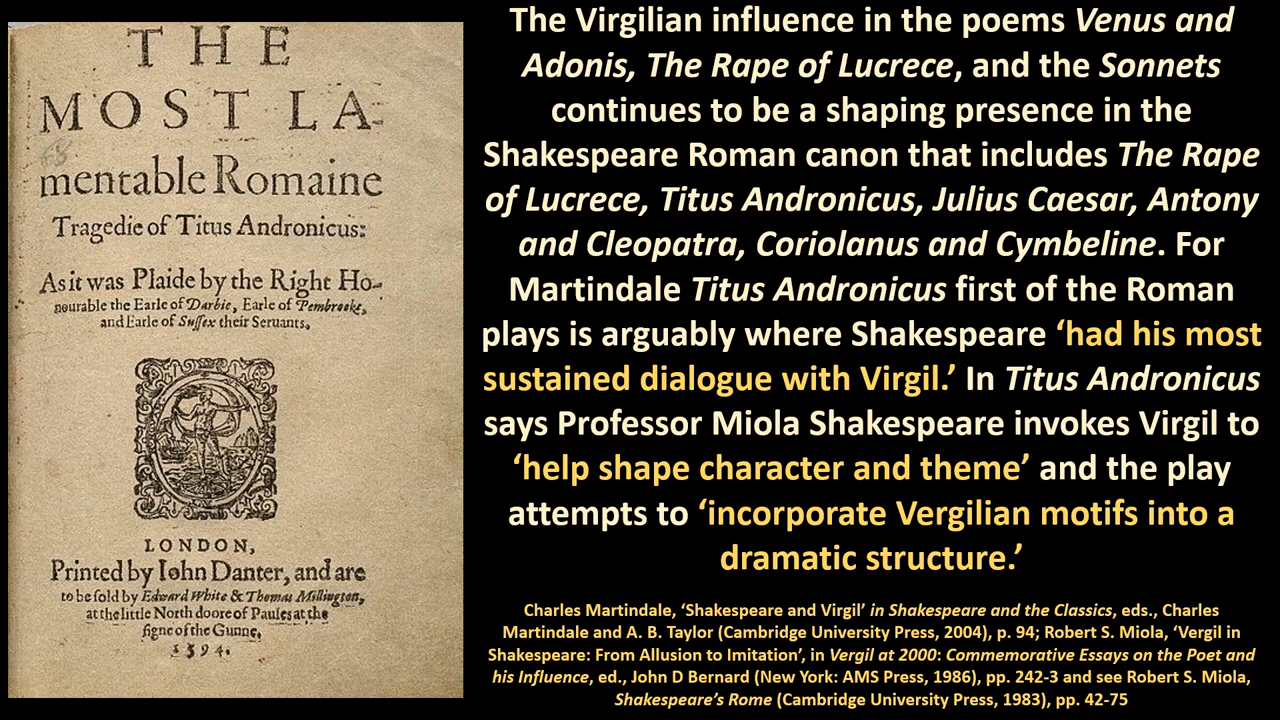 THE
MOST LA-
mentable Romaine
Tragedie of Titus Andronicus:
As it was Plaide by the Right Ho-
nourable the Earle of Darbie, Earle of Pembrooke,
and Earle of Sussex their Seruants,
LONDON,
Printed by Iohn Danter, and are
to be sold by Edward White & Thomas Millington,
at the little North doore of Paules at the
signe of the Gunne,
1594.
The Virgilian influence in the poems Venus and
Adonis, The Rape of Lucrece, and the Sonnets
continues to be a shaping presence in the
Shakespeare Roman canon that includes The Rape
of Lucrece, Titus Andronicus, Julius Caesar, Antony
and Cleopatra, Coriolanus and Cymbeline. For
Martindale Titus Andronicus first of the Roman
plays is arguably where Shakespeare ‘had his most
sustained dialogue with Virgil.’ In Titus Andronicus
says Professor Miola Shakespeare invokes Virgil to
‘help shape character and theme’ and the play
attempts to ‘incorporate Vergilian motifs into a
dramatic structure.’
Charles Martindale, ‘Shakespeare and Virgil’ in Shakespeare and the Classics, eds., Charles
Martindale and A. B. Taylor (Cambridge University Press, 2004), p. 94; Robert S. Miola, ‘Vergil in
Shakespeare: From Allusion to Imitation’, in Vergil at 2000: Commemorative Essays on the Poet and
his Influence, ed., John D Bernard (New York: AMS Press, 1986), pp. 242-3 and see Robert S. Miola,
Shakespeare’s Rome (Cambridge University Press, 1983), pp. 42-75